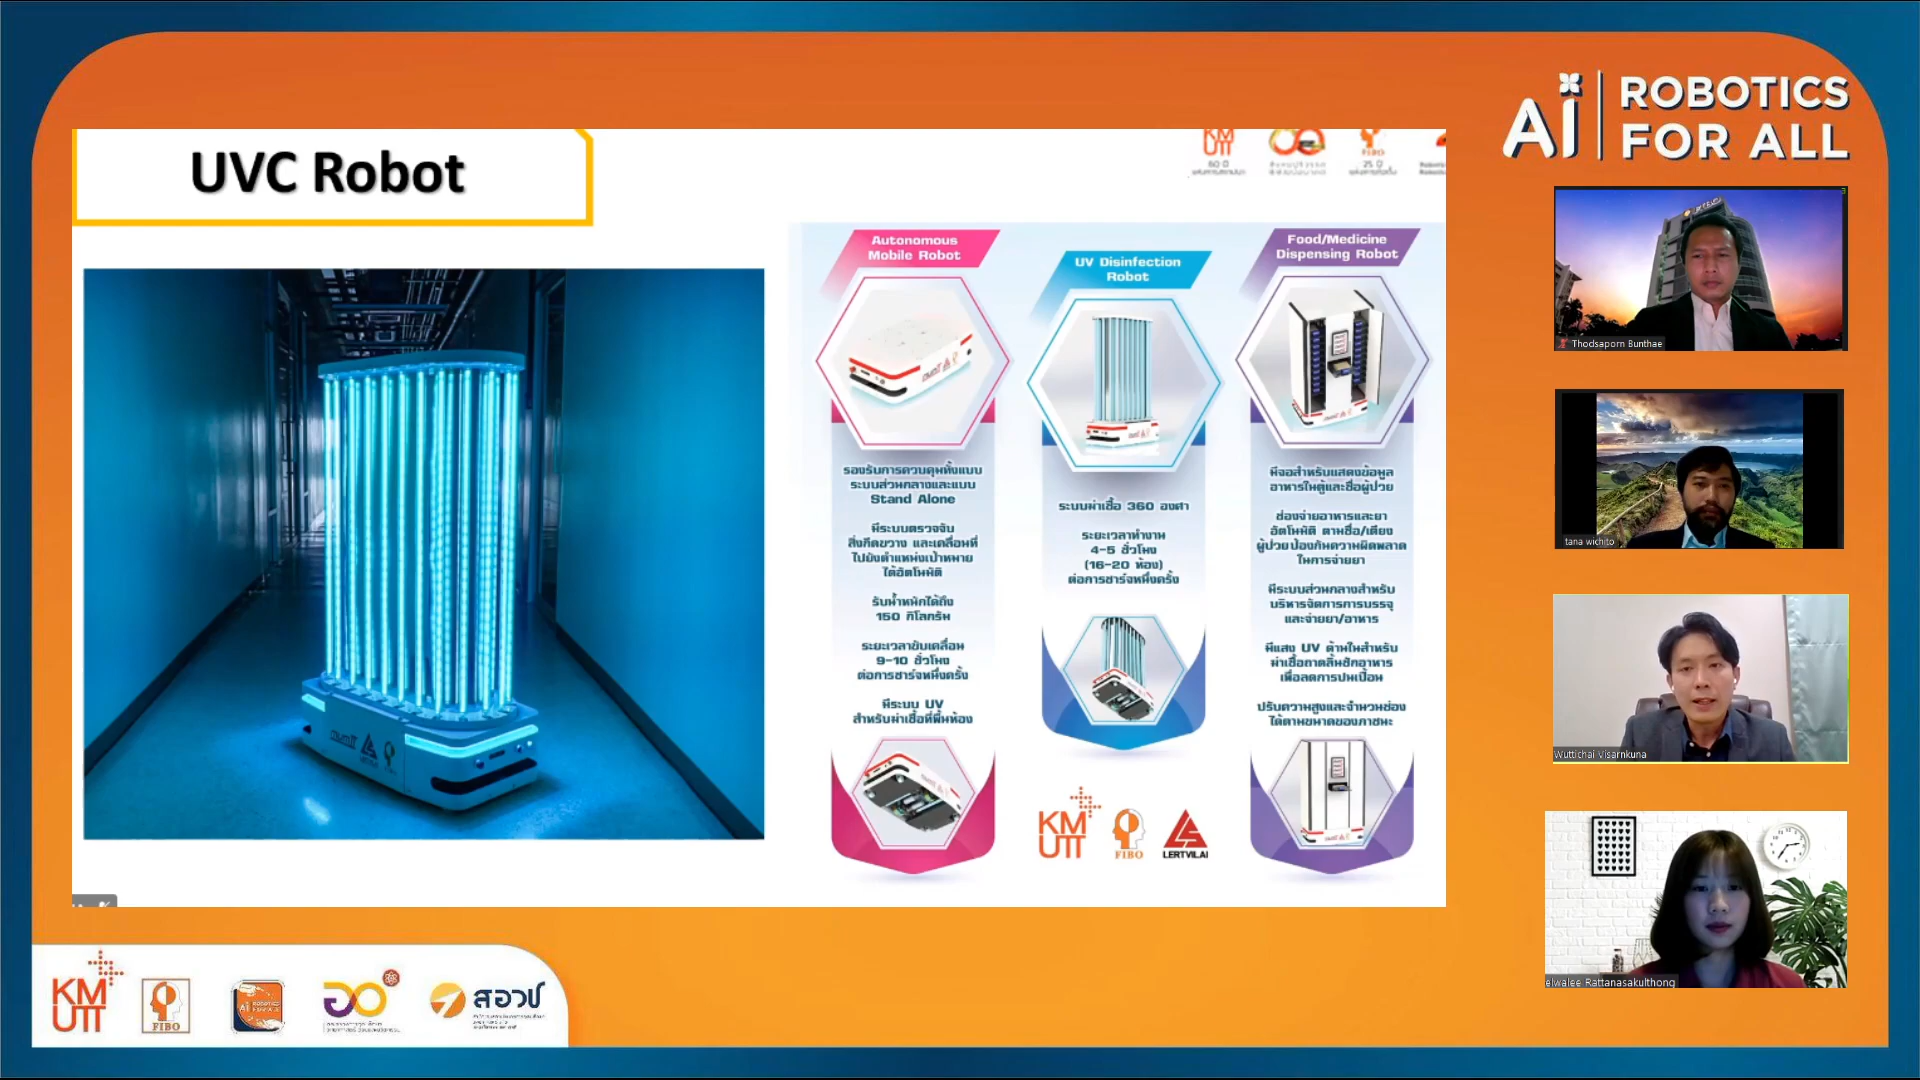 UVC Robot
KM
UTT
60 ปี
FIBO
25 ปี
Autonomous
Mobile Robot
รองรับการควบคุมทั้งแบบ
ระบบส่วนกลางและแบบ
Stand Alone
มีระบบตรวจจับ
สิ่งกีดขวาง และเคลื่อนที่
ไปยังตำแหน่งเป้าหมาย
ได้อัตโนมัติ
รับน้ำหนักได้ถึง
150 กิโลกรัม
ระยะเวลาขับเคลื่อน
9-10 ชั่วโมง
ต่อการชาร์จหนึ่งครั้ง
มีระบบ UV
สำหรับฆ่าเชื้อที่พื้นห้อง
UV Disinfection
Robot
ระบบฆ่าเชื้อ 360 องศา
ระยะเวลาทำงาน
4-5 ชั่วโมง
(16-20 ห้อง)
ต่อการชาร์จหนึ่งครั้ง
KM
UTT
FIBO
LERTVILAI
Food/Medicine
Dispensing Robot
มีจอสำหรับแสดงข้อมูล
อาหารในตู้และชื่อผู้ป่วย
ช่องจ่ายอาหารและยา
อัตโนมัติ ตามชื่อ/เตียง
ผู้ป่วยป้องกันความผิดพลาด
ในการจ่ายยา
มีระบบส่วนกลางสำหรับ
บริหารจัดการการบรรจุ
และจ่ายยา/อาหาร
มีแสง UV ด้านในสำหรับ
ฆ่าเชื้อถาดลิ้นชักอาหาร
เพื่อลดการปนเปื้อน
ปรับความสูงและจำนวนช่อง
ได้ตามขนาดของภาชนะ
AI ROBOTICS
FOR ALL
Thodsaporn Bunthae
tana wichito
Wuttichai Visarnkuna
elwalee Rattanasakulthong
KM
UTT
FIBO
สอวช